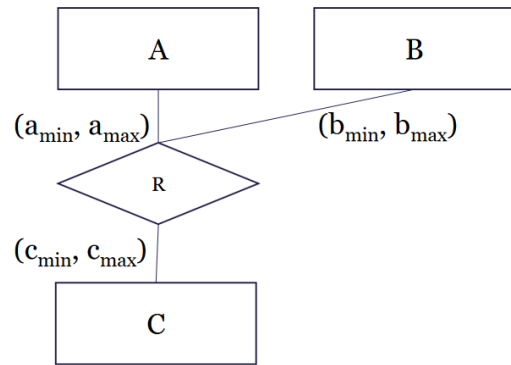 A
B
(a_min, a_max)
(b_min, b_max)
R
(c_min, c_max)
C